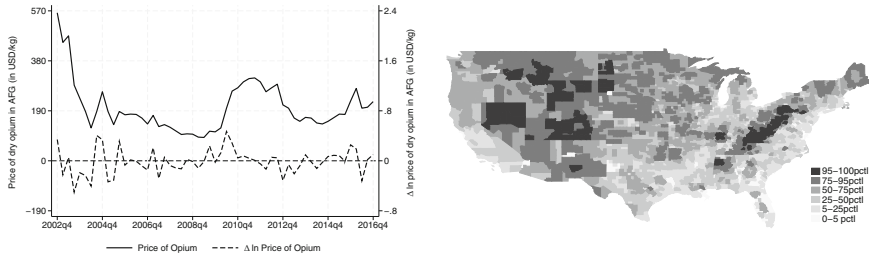 Price of dry opium in AFG (in USD/kg)
570
380
190
0
−190
2002q4
2004q4
2006q4
2008q4
2010q4
2012q4
2014q4
2016q4
2.4
1.6
.8
0
−.8
Δ ln price of dry opium in AFG (in USD/kg)
Price of Opium
Δ ln Price of Opium
95−100pctl
75−95pctl
50−75pctl
25−50pctl
5−25pctl
0−5 pctl